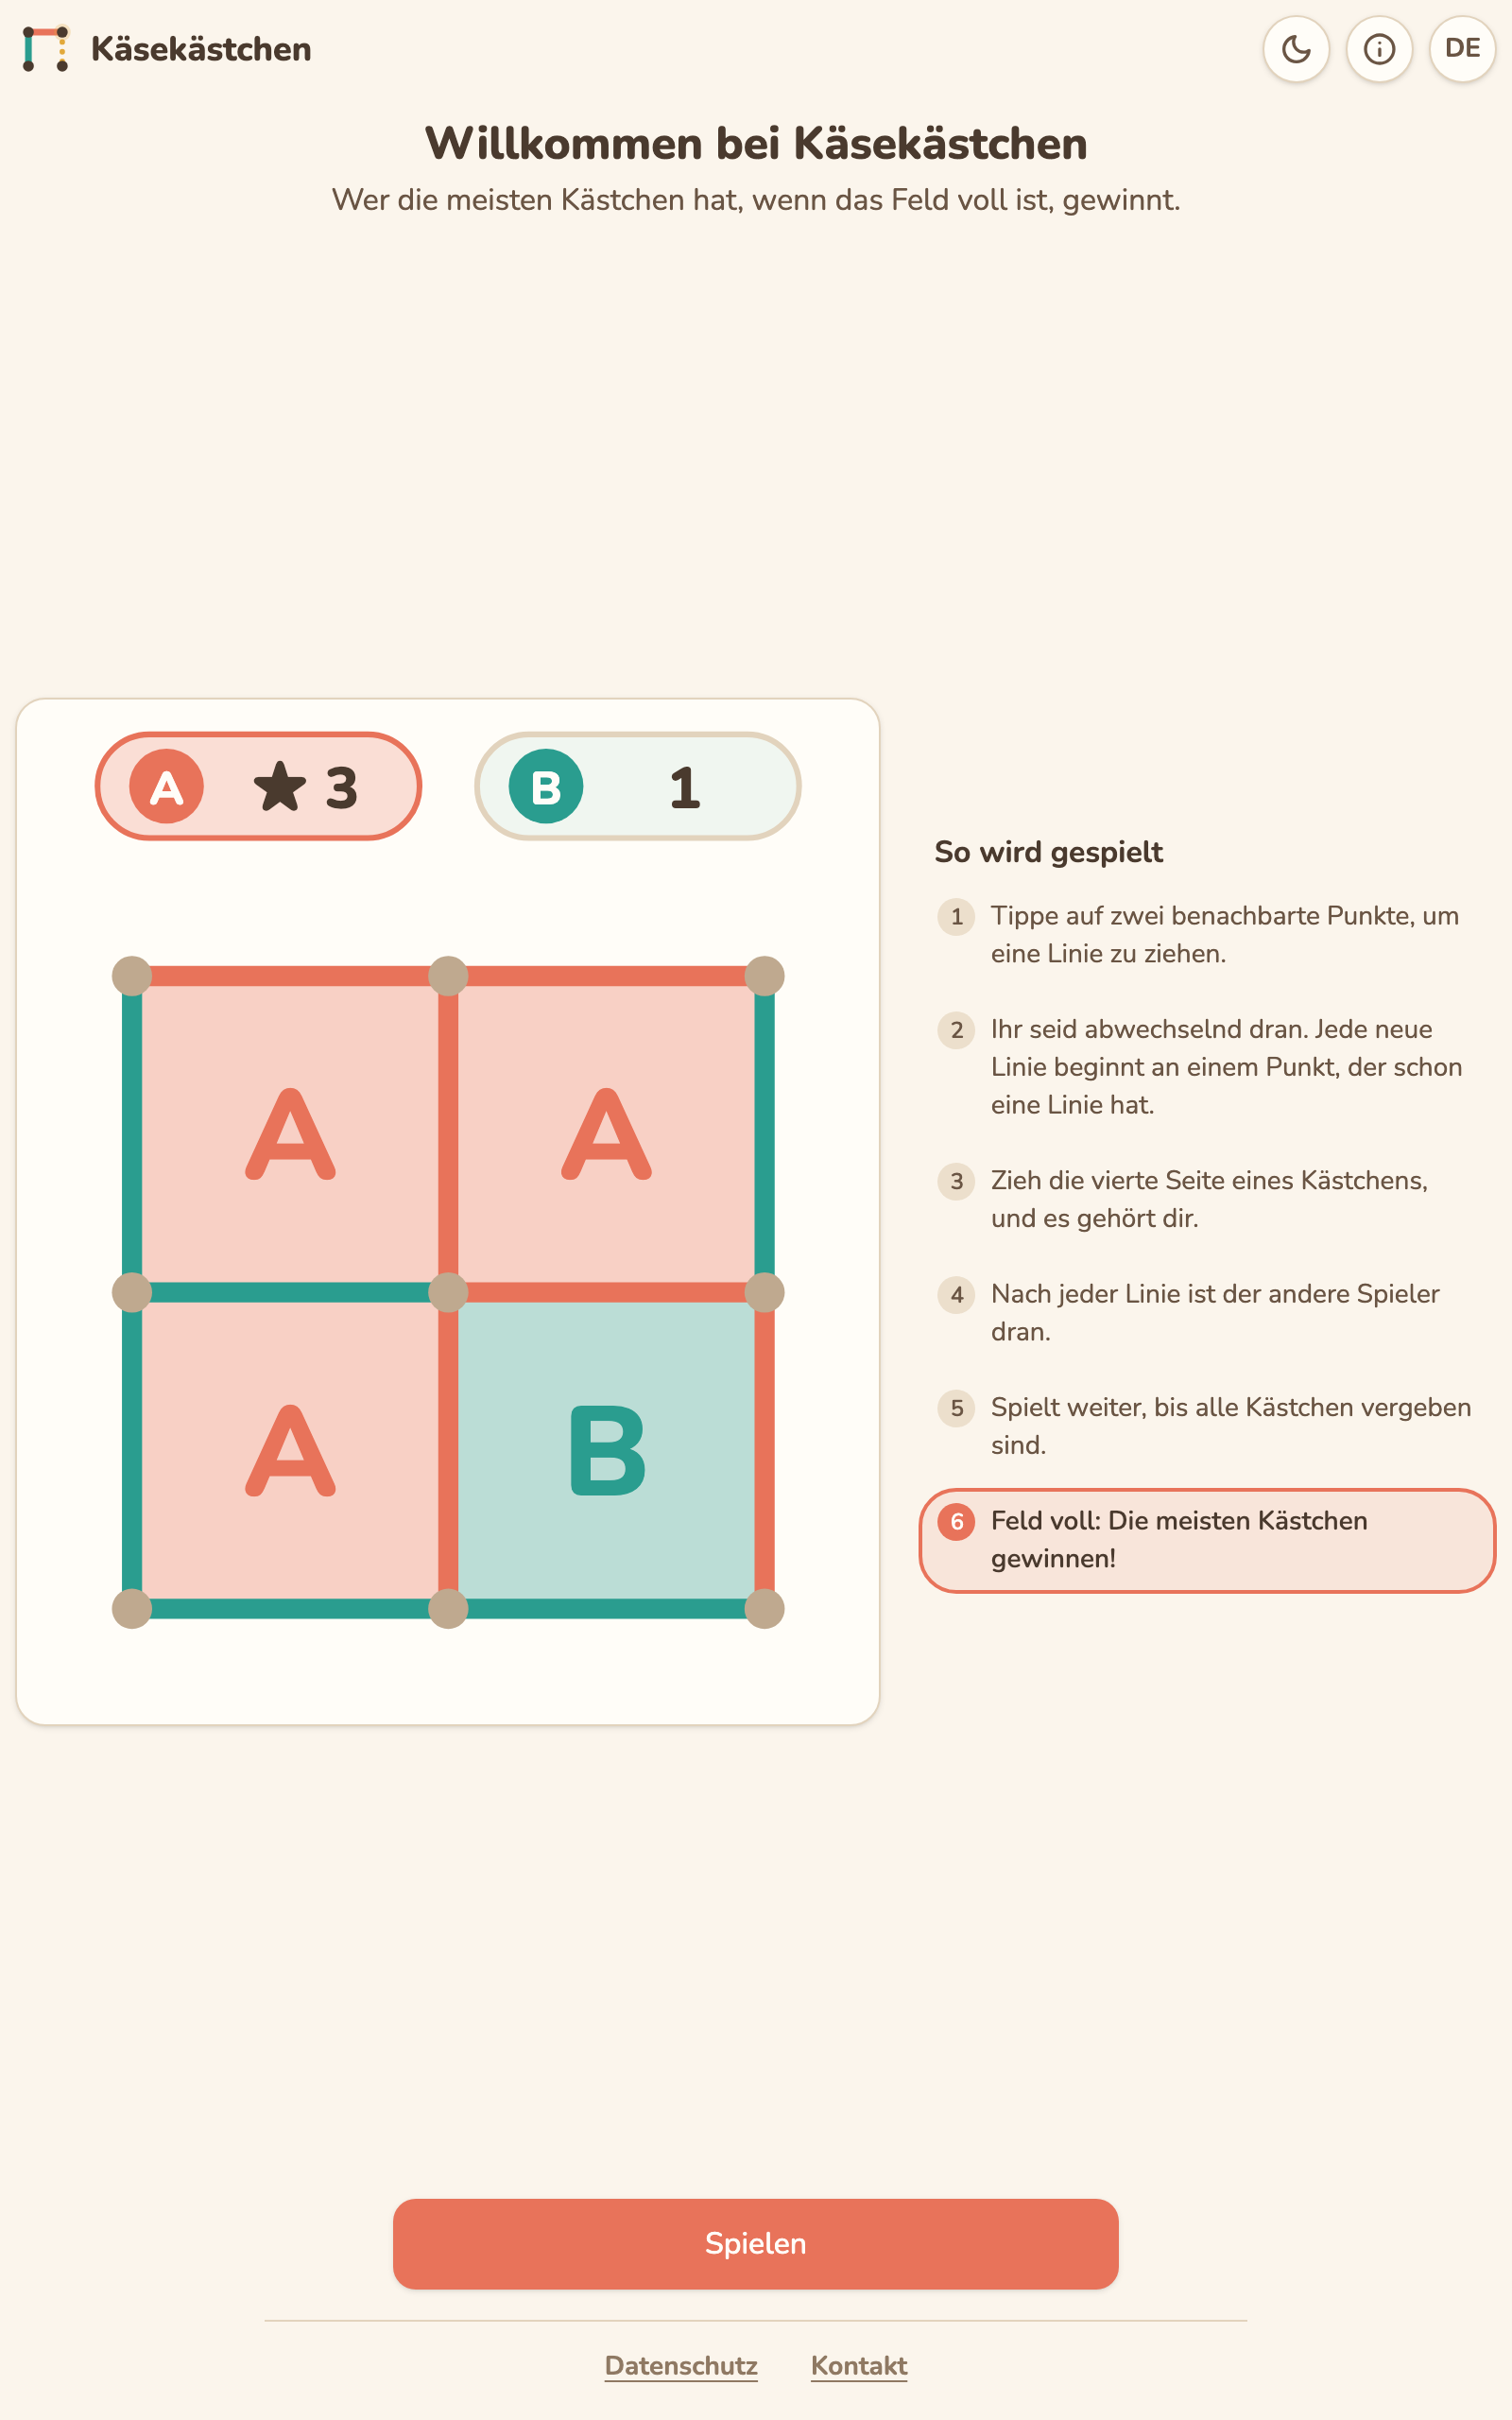 Käsekästchen
DE
Willkommen bei Käsekästchen
Wer die meisten Kästchen hat, wenn das Feld voll ist, gewinnt.
A 3
B 1
A A
A B
So wird gespielt
1 Tippe auf zwei benachbarte Punkte, um
eine Linie zu ziehen.
2 Ihr seid abwechselnd dran. Jede neue
Linie beginnt an einem Punkt, der schon
eine Linie hat.
3 Zieh die vierte Seite eines Kästchens,
und es gehört dir.
4 Nach jeder Linie ist der andere Spieler
dran.
5 Spielt weiter, bis alle Kästchen vergeben
sind.
6 Feld voll: Die meisten Kästchen
gewinnen!
Spielen
Datenschutz Kontakt